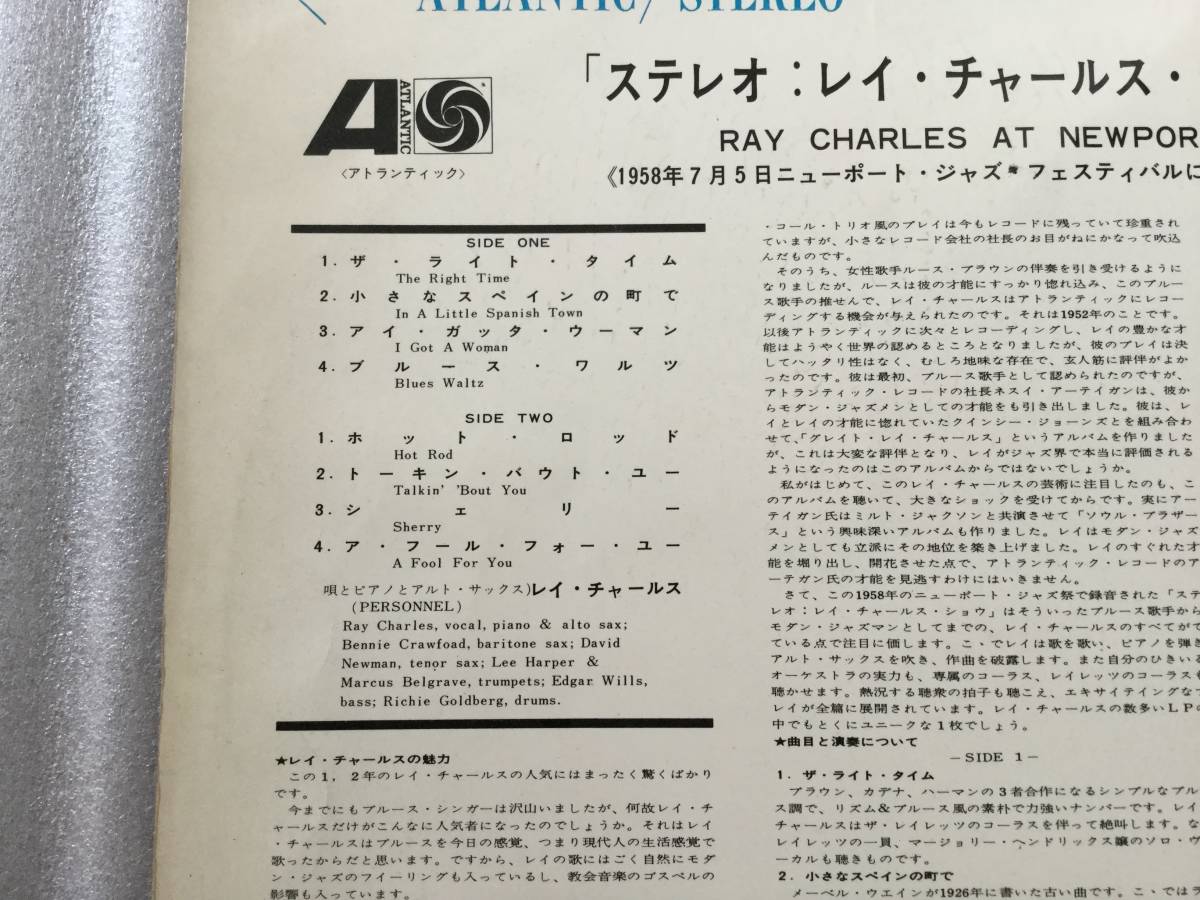 ATLANTIC/STEREO
ATLANTIC
〈アトランティック〉
「ステレオ：レイ・チャールス・
RAY CHARLES AT NEWPOR
《1958年7月5日ニューポート・ジャズ・フェスティバルに
SIDE ONE
1．ザ・ライト・タイム
The Right Time
2．小さなスペインの町で
In A Little Spanish Town
3．アイ・ガッタ・ウーマン
I Got A Woman
4．ブルース・ワルツ
Blues Waltz
SIDE TWO
1．ホット・ロッド
Hot Rod
2．トーキン・バウト・ユー
Talkin' 'Bout You
3．シェリー
Sherry
4．ア・フール・フォー・ユー
A Fool For You
唄とピアノとアルト・サックス)レイ・チャールス
(PERSONNEL)
Ray Charles, vocal, piano & alto sax;
Bennie Crawfoad, baritone sax; David
Newman, tenor sax; Lee Harper &
Marcus Belgrave, trumpets; Edgar Wills,
bass; Richie Goldberg, drums.
★レイ・チャールスの魅力
この1，2年のレイ・チャールスの人気にはまったく驚くばかり
です。
今までにもブルース・シンガーは沢山いましたが、何故レイ・チ
ャールスだけがこんなに人気者になったのでしょうか。それはレイ
・チャールスはブルースを今日の感覚、つまり現代人の生活感覚で
歌ったからだと思います。ですから、レイの歌にはごく自然にモダ
ン・ジャズのフイーリングも入っているし、教会音楽のゴスペルの
影響も入っています。
・コール・トリオ風のプレイは今もレコードに残っていて珍重され
ていますが、小さなレコード会社の社長のお目がねにかなって吹込
んだものです。
そのうち、女性歌手ルース・ブラウンの伴奏を引き受けるように
なりましたが、ルースは彼の才能にすっかり惚れ込み、このブルー
ス歌手の推せんで、レイ・チャールスはアトランティックにレコー
ディングする機会が与えられたのです。それは1952年のことです。
以後アトランティックに次々とレコーディングし、レイの豊かな才
能はようやく世界の認めるところとなりましたが、彼のプレイは決
してハッタリ性はなく、むしろ地味な存在で、玄人筋に評伴がよか
ったのです。彼は最初、ブルース歌手として認められたのですが、
アトランティック・レコードの社長ネスイ・アーテイガンは、彼か
らモダン・ジャズメンとしての才能をも引き出しました。彼は、レ
イとレイの才能に惚れていたクインシー・ジョーンズとを組み合わ
せて、「グレイト・レイ・チャールス」というアルバムを作りました
が、これは大変な評伴となり、レイがジャズ界で本当に評価される
ようになったのはこのアルバムからではないでしょうか。
私がはじめて、このレイ・チャールスの芸術に注目したのも、こ
のアルバムを聴いて、大きなショックを受けてからです。実にアー
テイガン氏はミルト・ジャクソンと共演させて「ソウル・ブラザー
ス」という興味深いアルバムも作りました。レイはモダン・ジャズ
メンとしても立派にその地位を築き上げました。レイのすぐれた才
能を堀り出し、開花させた点で、アトランティック・レコードのア
ーテガン氏の才能を見逃すわけにはいきません。
さて、この1958年のニューポート・ジャズ祭で録音された「ステ
レオ：レイ・チャールス・ショウ」はそういったブルース歌手から
モダン・ジャズマンとしてまでの、レイ・チャールスのすべてがで
ている点で注目に価します。こゝでレイは歌を歌い、ピアノを弾き
アルト・サックスを吹き、作曲を披露します。また自分のひきいる
オーケストラの実力も、専属のコーラス、レイレッツのコーラスも
聴かせます。熱況する聴衆の拍子も聴こえ、エキサイテイングなプ
レイが全篇に展開されています。レイ・チャールスの数多いLPの
中でもとくにユニークな1枚でしょう。
★曲目と演奏について
－SIDE 1－
1．ザ・ライト・タイム
ブラウン、カデナ、ハーマンの3者合作になるシンプルなブル
ス調で、リズム&ブルース風の素朴で力強いナンバーです。レイ
チャールスはザ・レイレッツのコーラスを伴って絶叫します。な
レイレッツの一員、マージョリー・ヘンドリックス嬢のソロ・ヴ
ーカルも聴きものです。
2．小さなスペインの町で
メーベル・ウエインが1926年に書いた古い曲です。こゝではラ